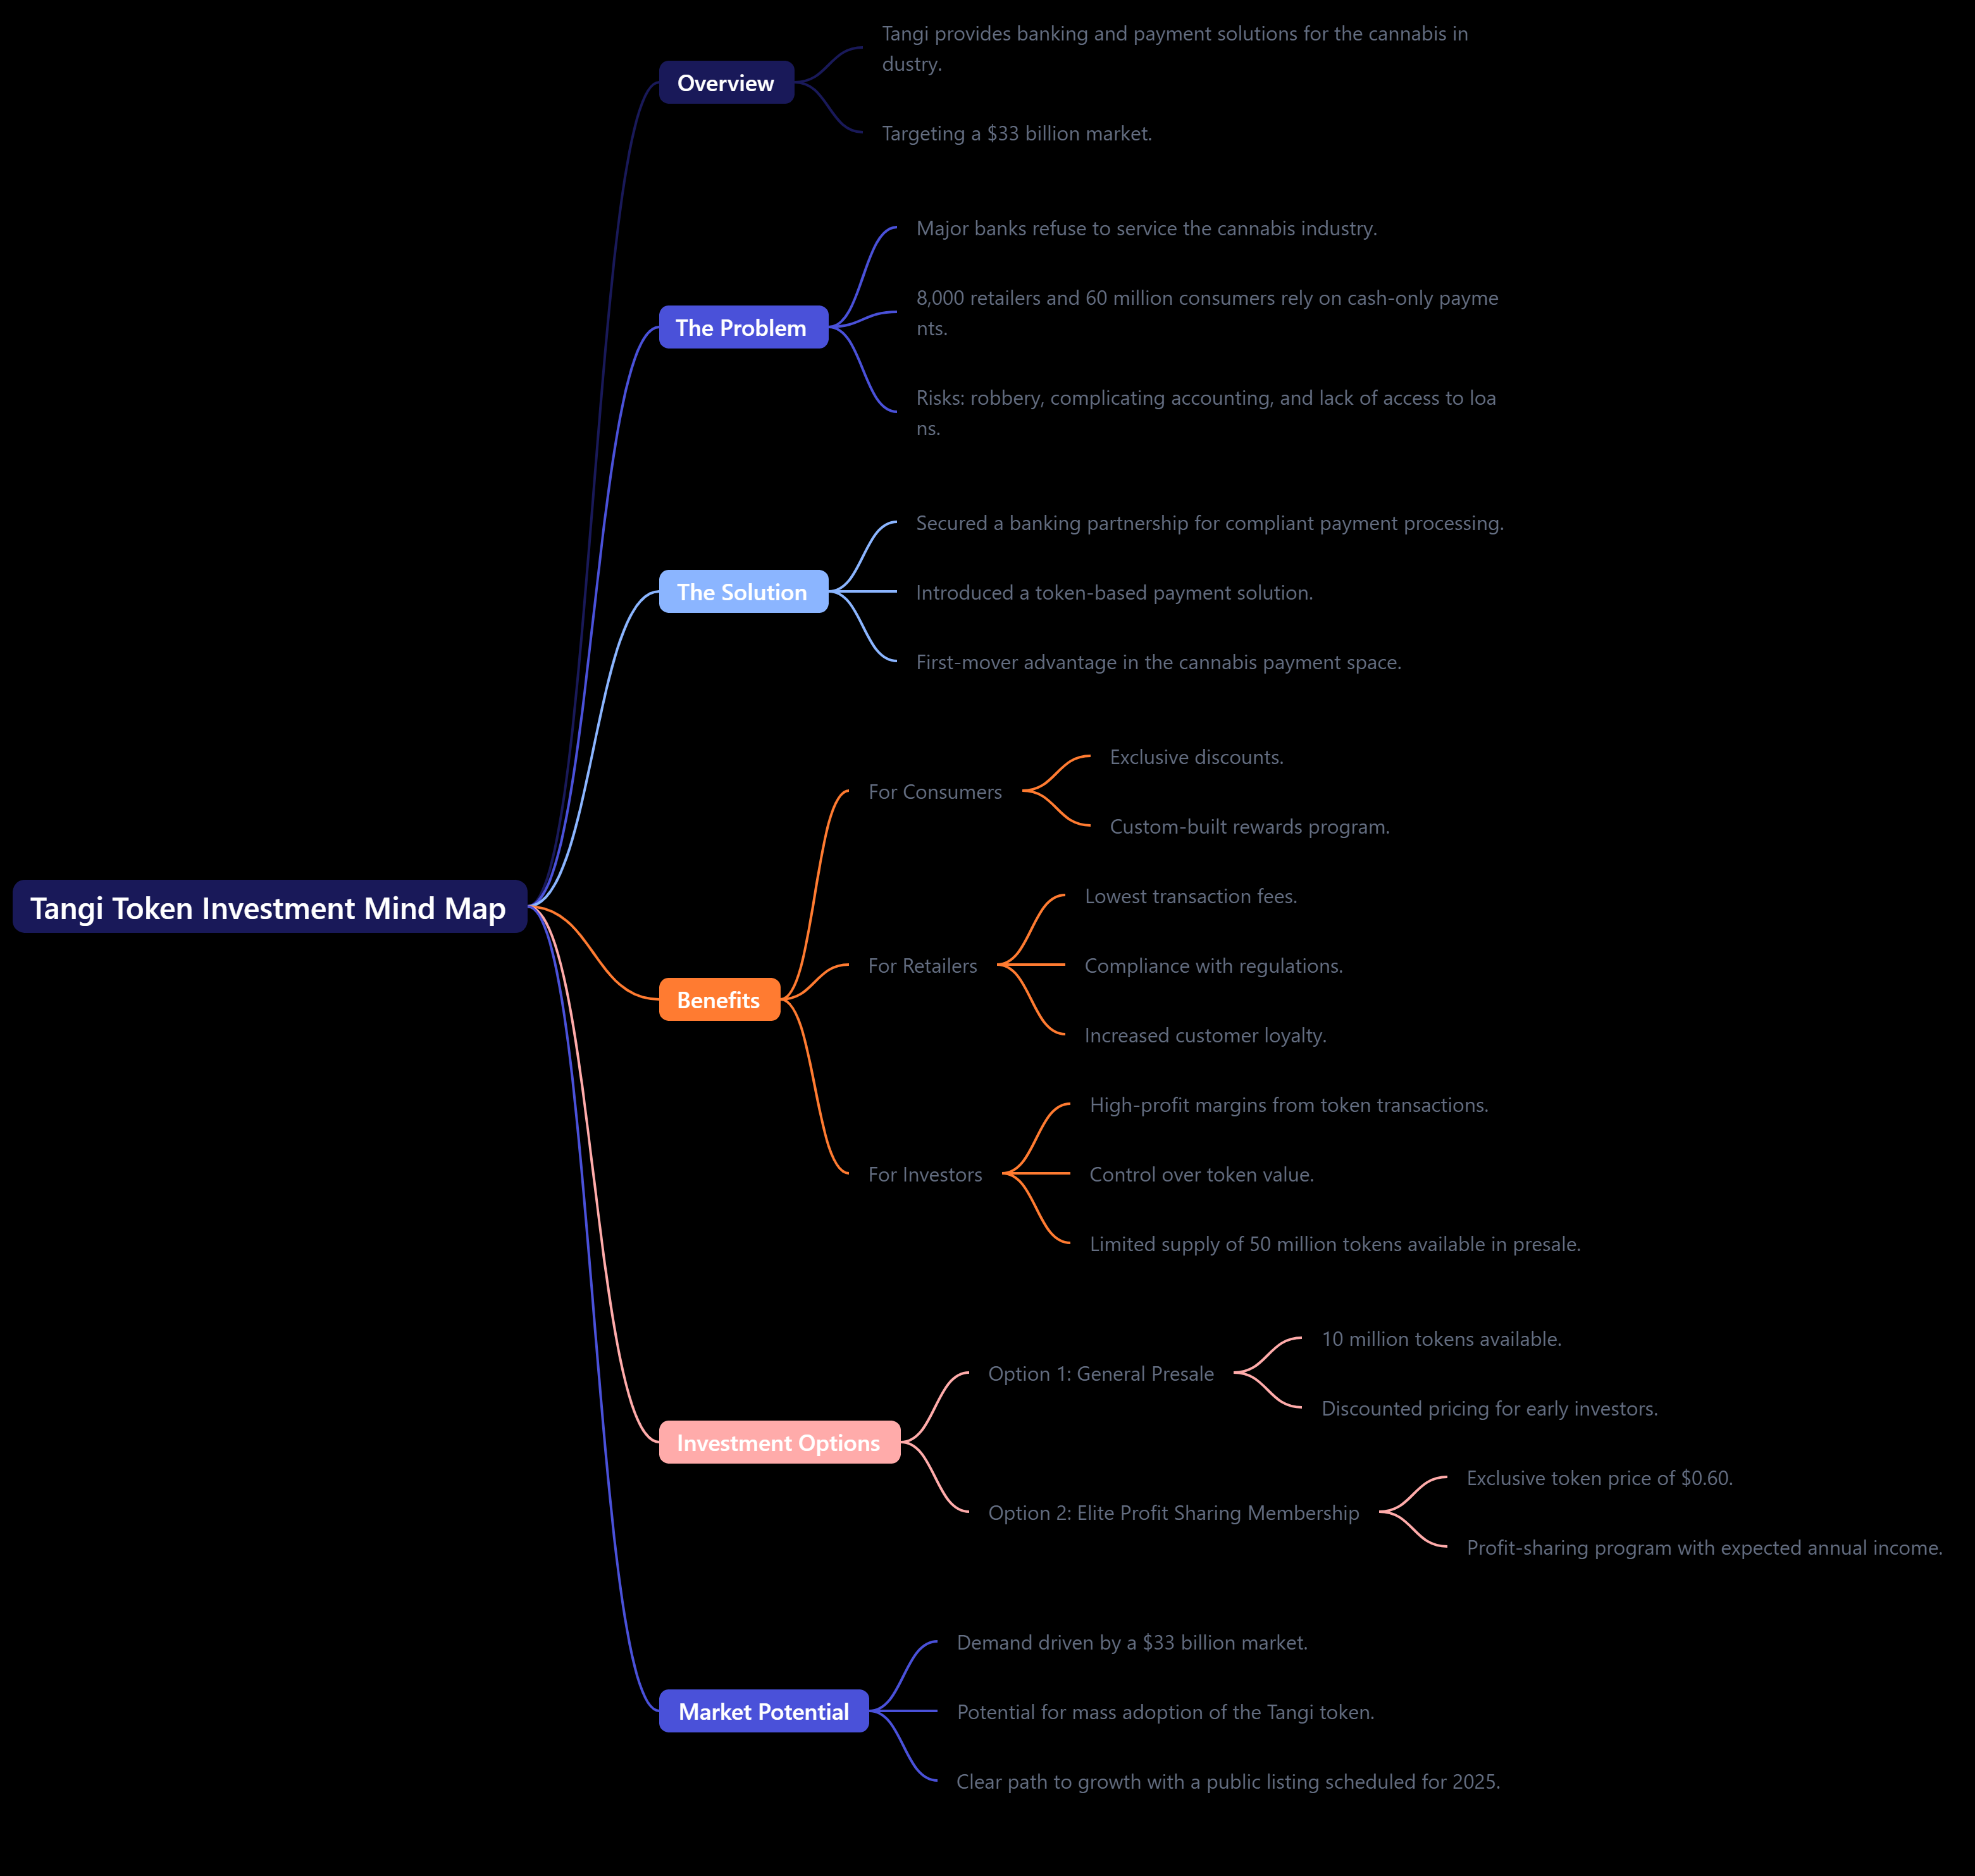 Tangi Token Investment Mind Map
Overview
Tangi provides banking and payment solutions for the cannabis in
dustry.
Targeting a $33 billion market.
The Problem
Major banks refuse to service the cannabis industry.
8,000 retailers and 60 million consumers rely on cash-only payme
nts.
Risks: robbery, complicating accounting, and lack of access to loa
ns.
The Solution
Secured a banking partnership for compliant payment processing.
Introduced a token-based payment solution.
First-mover advantage in the cannabis payment space.
Benefits
For Consumers
Exclusive discounts.
Custom-built rewards program.
For Retailers
Lowest transaction fees.
Compliance with regulations.
Increased customer loyalty.
For Investors
High-profit margins from token transactions.
Control over token value.
Limited supply of 50 million tokens available in presale.
Investment Options
Option 1: General Presale
10 million tokens available.
Discounted pricing for early investors.
Option 2: Elite Profit Sharing Membership
Exclusive token price of $0.60.
Profit-sharing program with expected annual income.
Market Potential
Demand driven by a $33 billion market.
Potential for mass adoption of the Tangi token.
Clear path to growth with a public listing scheduled for 2025.